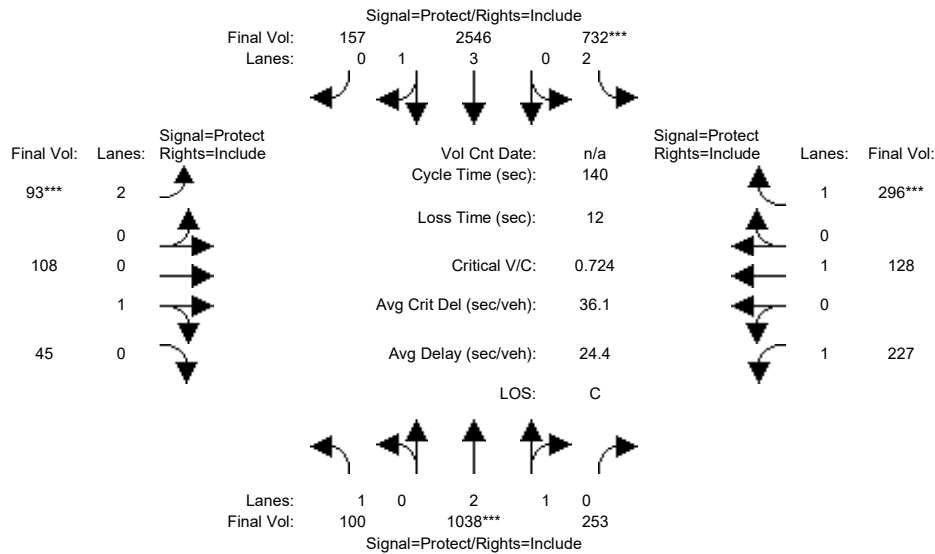 Signal=Protect/Rights=Include
Final Vol: 157 2546 732***
Lanes: 0 1 3 0 2
Signal=Protect
Final Vol: Lanes: Rights=Include
Vol Cnt Date: n/a
Signal=Protect
Rights=Include Lanes: Final Vol:
Cycle Time (sec): 140
93*** 2
1 296***
Loss Time (sec): 12
0
0
108 0
Critical V/C: 0.724
1 128
1
Avg Crit Del (sec/veh): 36.1
0
45 0
Avg Delay (sec/veh): 24.4
1 227
LOS: C
Lanes: 1 0 2 1 0
Final Vol: 100 1038*** 253
Signal=Protect/Rights=Include